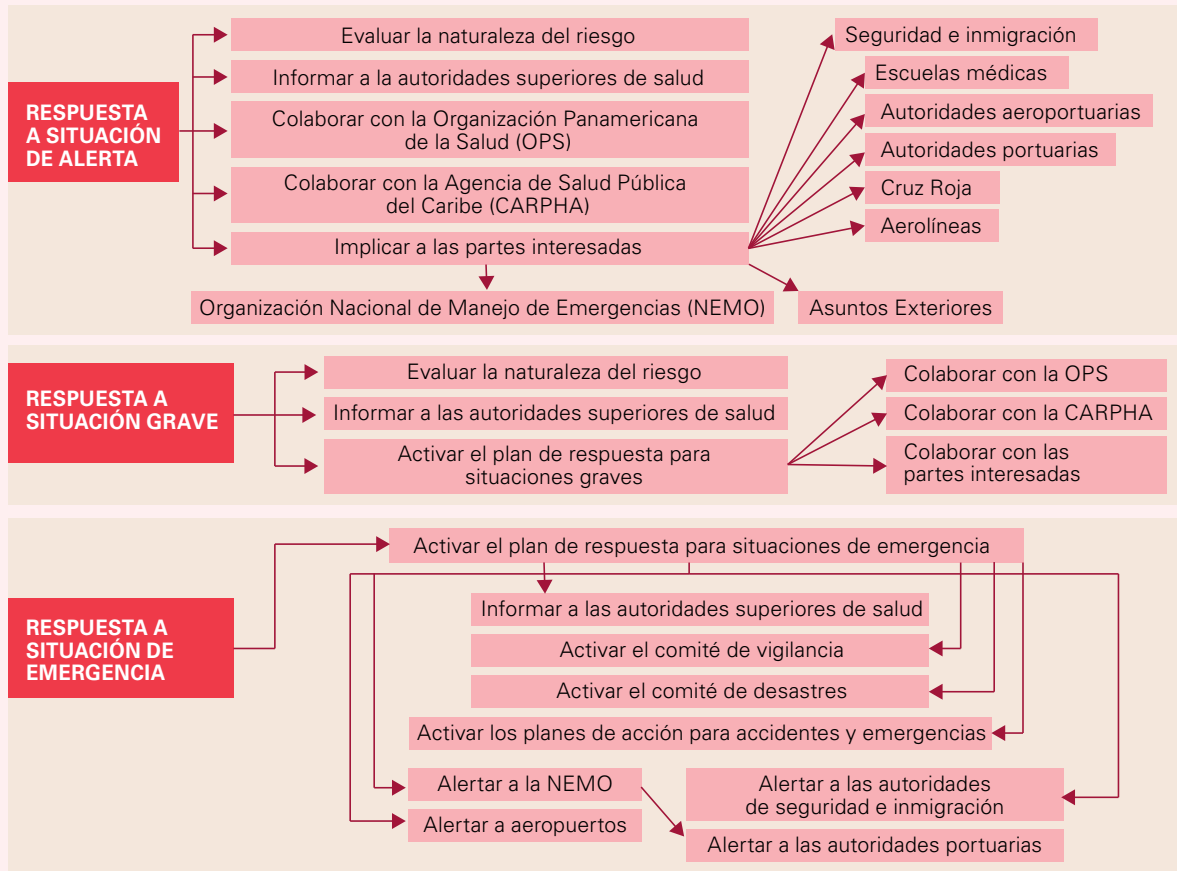 RESPUESTA
A SITUACIÓN
DE ALERTA
Evaluar la naturaleza del riesgo
Informar a la autoridades superiores de salud
Colaborar con la Organización Panamericana
de la Salud (OPS)
Colaborar con la Agencia de Salud Pública
del Caribe (CARPHA)
Implicar a las partes interesadas
Seguridad e inmigración
Escuelas médicas
Autoridades aeroportuarias
Autoridades portuarias
Cruz Roja
Aerolíneas
Organización Nacional de Manejo de Emergencias (NEMO)
Asuntos Exteriores
RESPUESTA A
SITUACIÓN GRAVE
Evaluar la naturaleza del riesgo
Informar a las autoridades superiores de salud
Activar el plan de respuesta para
situaciones graves
Colaborar con la OPS
Colaborar con la CARPHA
Colaborar con las
partes interesadas
RESPUESTA A
SITUACIÓN DE
EMERGENCIA
Activar el plan de respuesta para situaciones de emergencia
Informar a las autoridades superiores de salud
Activar el comité de vigilancia
Activar el comité de desastres
Activar los planes de acción para accidentes y emergencias
Alertar a la NEMO
Alertar a aeropuertos
Alertar a las autoridades
de seguridad e inmigración
Alertar a las autoridades portuarias